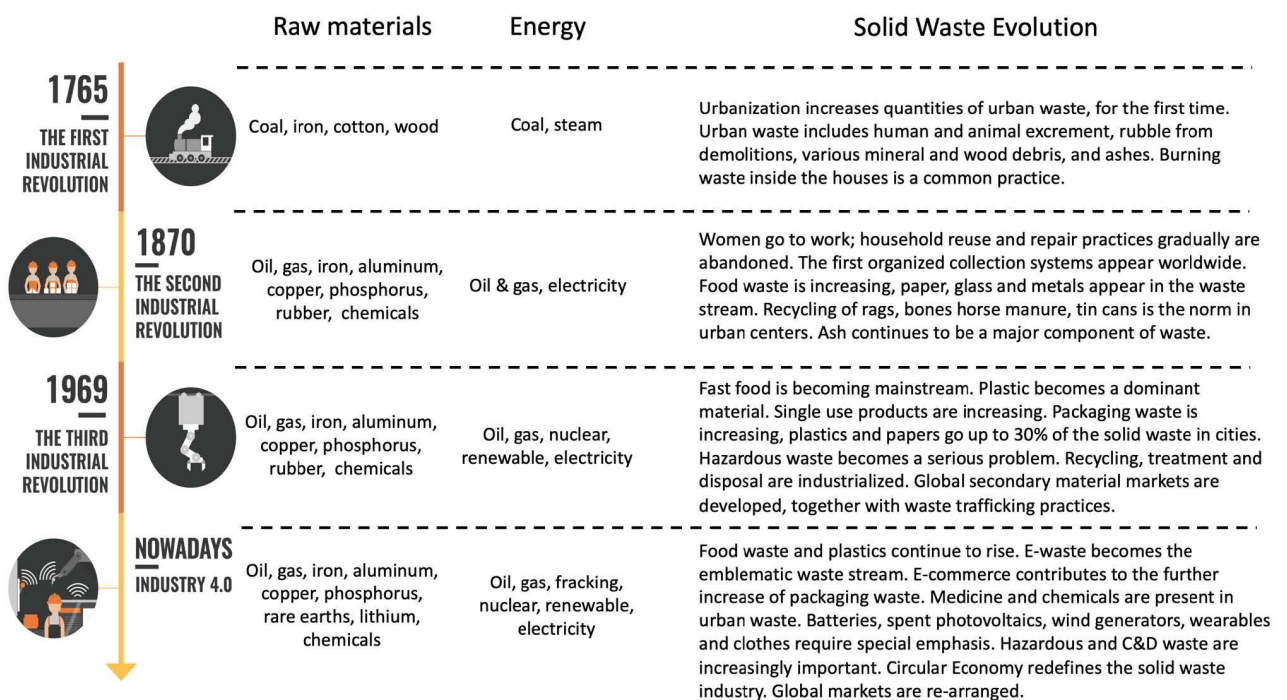 Raw materials
Energy
Solid Waste Evolution
1765
THE FIRST
INDUSTRIAL
REVOLUTION
Coal, iron, cotton, wood
Coal, steam
Urbanization increases quantities of urban waste, for the first time.
Urban waste includes human and animal excrement, rubble from
demolitions, various mineral and wood debris, and ashes. Burning
waste inside the houses is a common practice.
1870
THE SECOND
INDUSTRIAL
REVOLUTION
Oil, gas, iron, aluminum,
copper, phosphorus,
rubber, chemicals
Oil & gas, electricity
Women go to work; household reuse and repair practices gradually are
abandoned. The first organized collection systems appear worldwide.
Food waste is increasing, paper, glass and metals appear in the waste
stream. Recycling of rags, bones horse manure, tin cans is the norm in
urban centers. Ash continues to be a major component of waste.
1969
THE THIRD
INDUSTRIAL
REVOLUTION
Oil, gas, iron, aluminum,
copper, phosphorus,
rubber, chemicals
Oil, gas, nuclear,
renewable, electricity
Fast food is becoming mainstream. Plastic becomes a dominant
material. Single use products are increasing. Packaging waste is
increasing, plastics and papers go up to 30% of the solid waste in cities.
Hazardous waste becomes a serious problem. Recycling, treatment and
disposal are industrialized. Global secondary material markets are
developed, together with waste trafficking practices.
NOWADAYS
INDUSTRY 4.0
Oil, gas, iron, aluminum,
copper, phosphorus,
rare earths, lithium,
chemicals
Oil, gas, fracking,
nuclear, renewable,
electricity
Food waste and plastics continue to rise. E-waste becomes the
emblematic waste stream. E-commerce contributes to the further
increase of packaging waste. Medicine and chemicals are present in
urban waste. Batteries, spent photovoltaics, wind generators, wearables
and clothes require special emphasis. Hazardous and C&D waste are
increasingly important. Circular Economy redefines the solid waste
industry. Global markets are re-arranged.